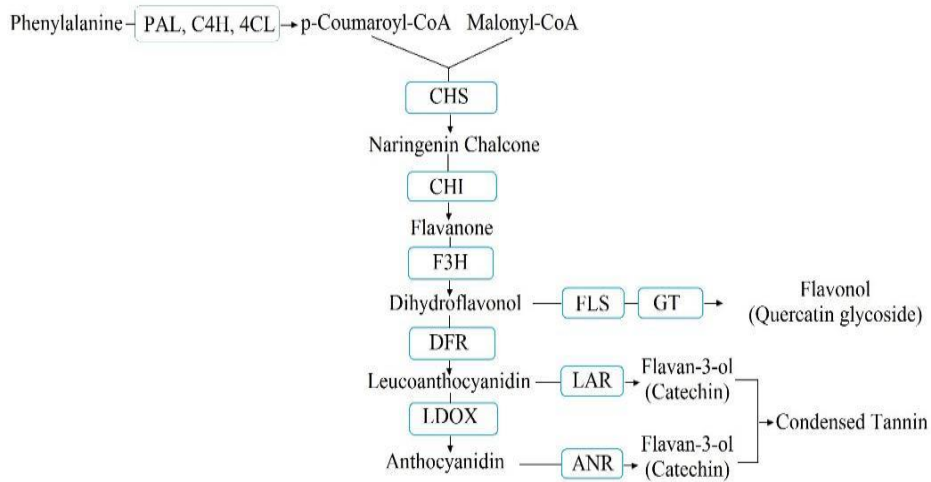 Phenylalanine PAL, C4H, 4CL p-Coumaroyl-CoA Malonyl-CoA
CHS
Naringenin Chalcone
CHI
Flavanone
F3H
Dihydroflavonol FLS GT Flavonol
(Quercatin glycoside)
DFR
Leucoanthocyanidin LAR Flavan-3-ol
(Catechin)
LDOX
Condensed Tannin
Anthocyanidin ANR Flavan-3-ol
(Catechin)